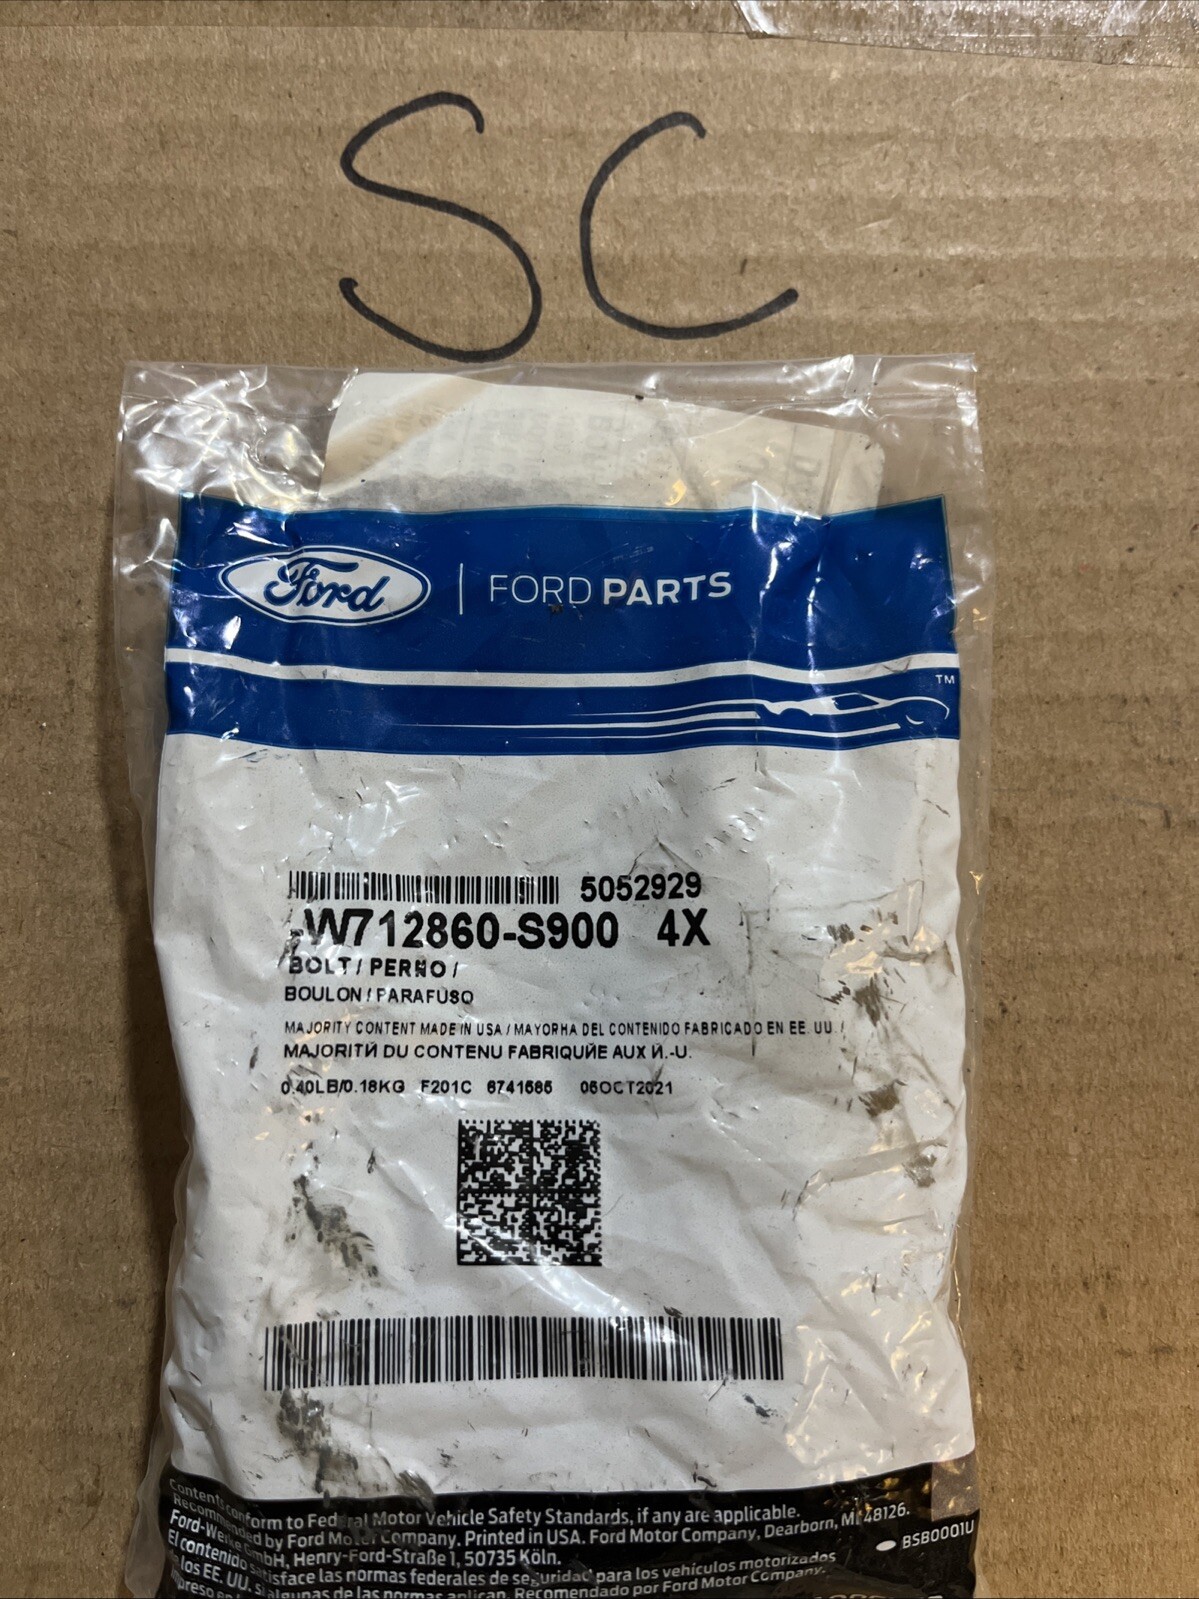 SC
Ford | FORD PARTS
TM
5052929
-W712860-S900 4X
BOLT / PERNO /
BOULON / PARAFUSO
MAJORITY CONTENT MADE IN USA / MAYORHA DEL CONTENIDO FABRICADO EN EE. UU. /
MAJORITЙ DU CONTENU FABRIQUЙE AUX Й.-U.
0.40LB/0.18KG F201C 6741585 05OCT2021
Contents conform to Federal Motor Vehicle Safety Standards, if any are applicable.
Recommended by Ford Motor Company. Printed in USA. Ford Motor Company, Dearborn, MI 48126.
Ford-Werke GmbH, Henry-Ford-Straße 1, 50735 Köln.
BSB0001U
El contenido satisface las normas federales de seguridad para los vehículos motorizados
de los EE. UU. si algunas de las normas aplican. Recomendado por Ford Motor Company.